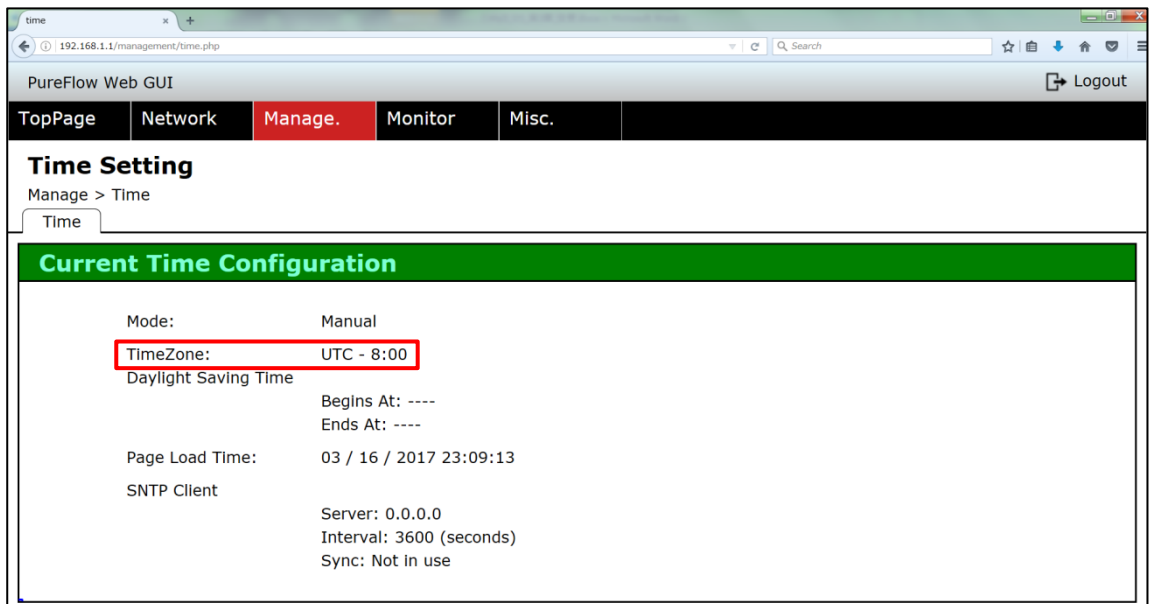 time × +
192.168.1.1/management/time.php Search
PureFlow Web GUI Logout
TopPage Network Manage. Monitor Misc.
Time Setting
Manage > Time
Time
Current Time Configuration
Mode: Manual
TimeZone: UTC - 8:00
Daylight Saving Time
Begins At: ----
Ends At: ----
Page Load Time: 03 / 16 / 2017 23:09:13
SNTP Client
Server: 0.0.0.0
Interval: 3600 (seconds)
Sync: Not in use